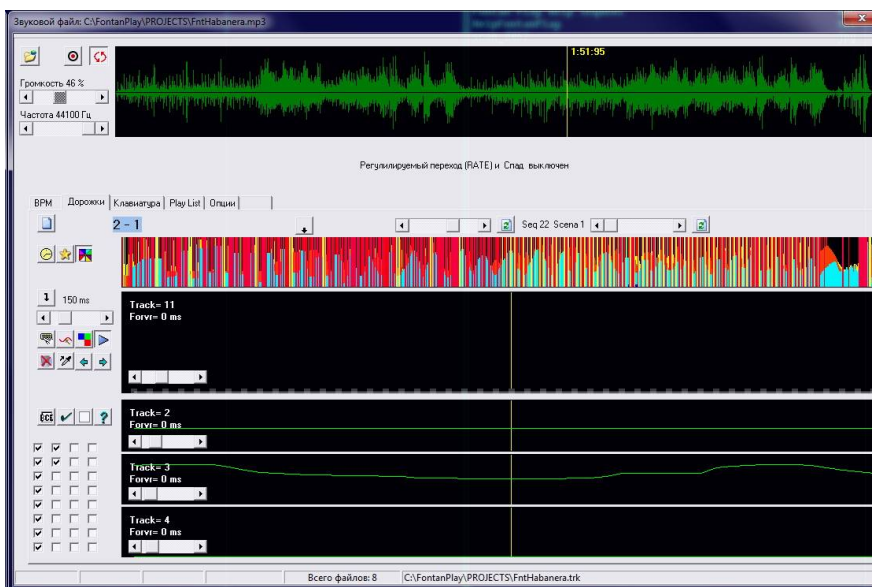 Звуковой файл: C:\FontanPlay\PROJECTS\FntHabanera.mp3
1:51:95
Громкость 46 %
Частота 44100 Гц
Регулируемый переход (RATE) и Спад выключен
BPM Дорожки Клавиатура Play List Опции
2 - 1
Seq 22 Scena 1
150 ms
Track= 11
Forvr= 0 ms
Track= 2
Forvr= 0 ms
Track= 3
Forvr= 0 ms
Track= 4
Forvr= 0 ms
Всего файлов: 8 C:\FontanPlay\PROJECTS\FntHabanera.trk